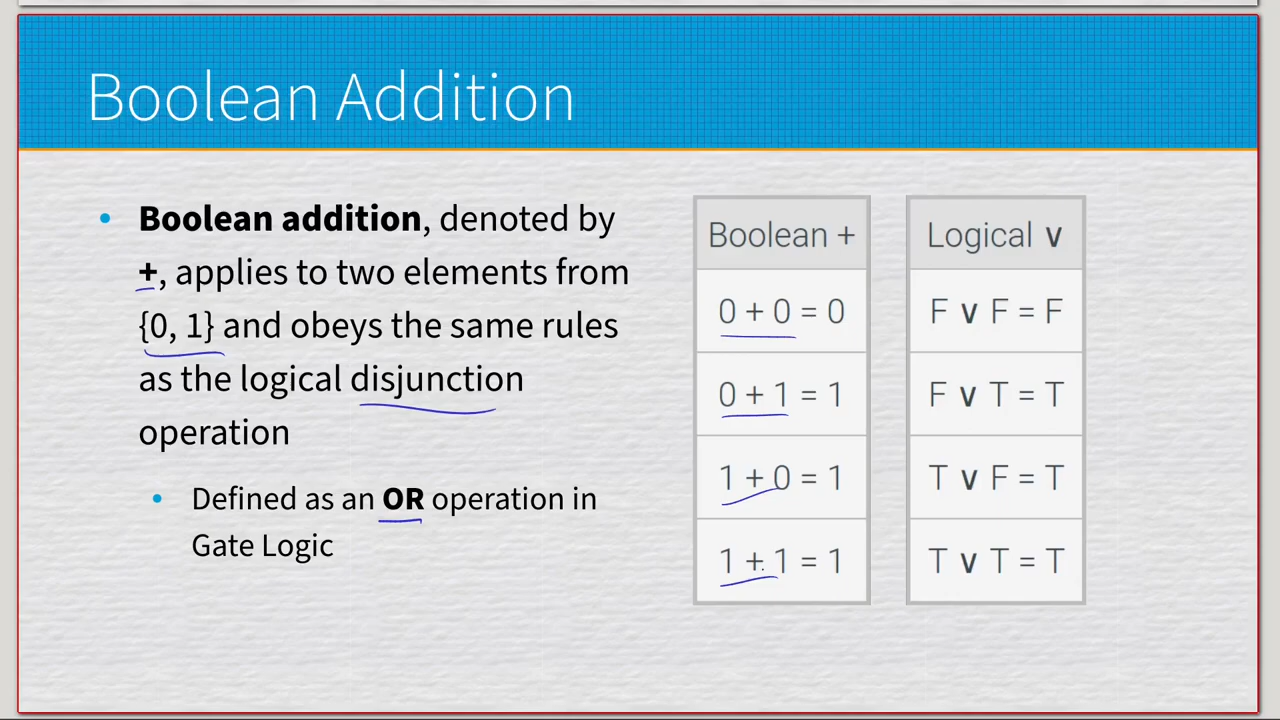 Boolean Addition
• Boolean addition, denoted by
+, applies to two elements from
{0, 1} and obeys the same rules
as the logical disjunction
operation
• Defined as an OR operation in
Gate Logic
Boolean +
0 + 0 = 0
0 + 1 = 1
1 + 0 = 1
1 + 1 = 1
Logical ∨
F ∨ F = F
F ∨ T = T
T ∨ F = T
T ∨ T = T